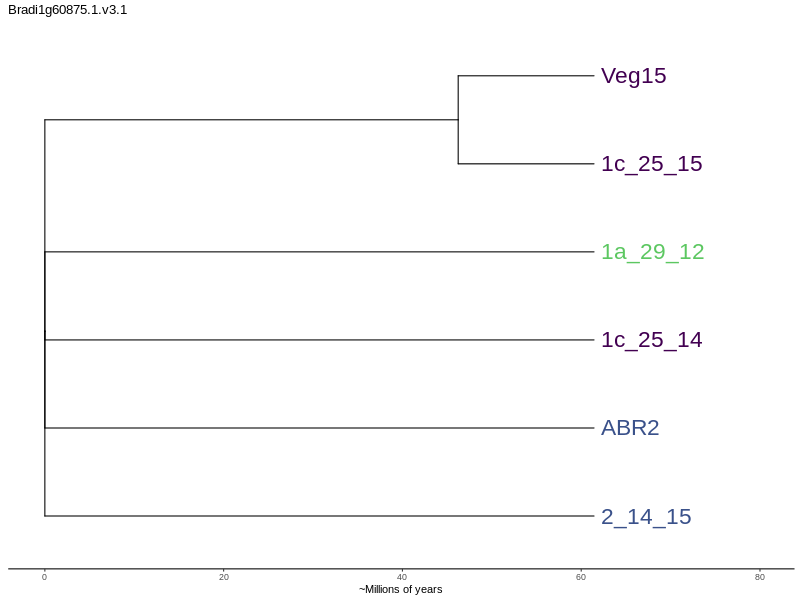 Bradi1g60875.1.v3.1
Veg15
1c_25_15
1a_29_12
1c_25_14
ABR2
2_14_15
0 20 40 60 80
~Millions of years